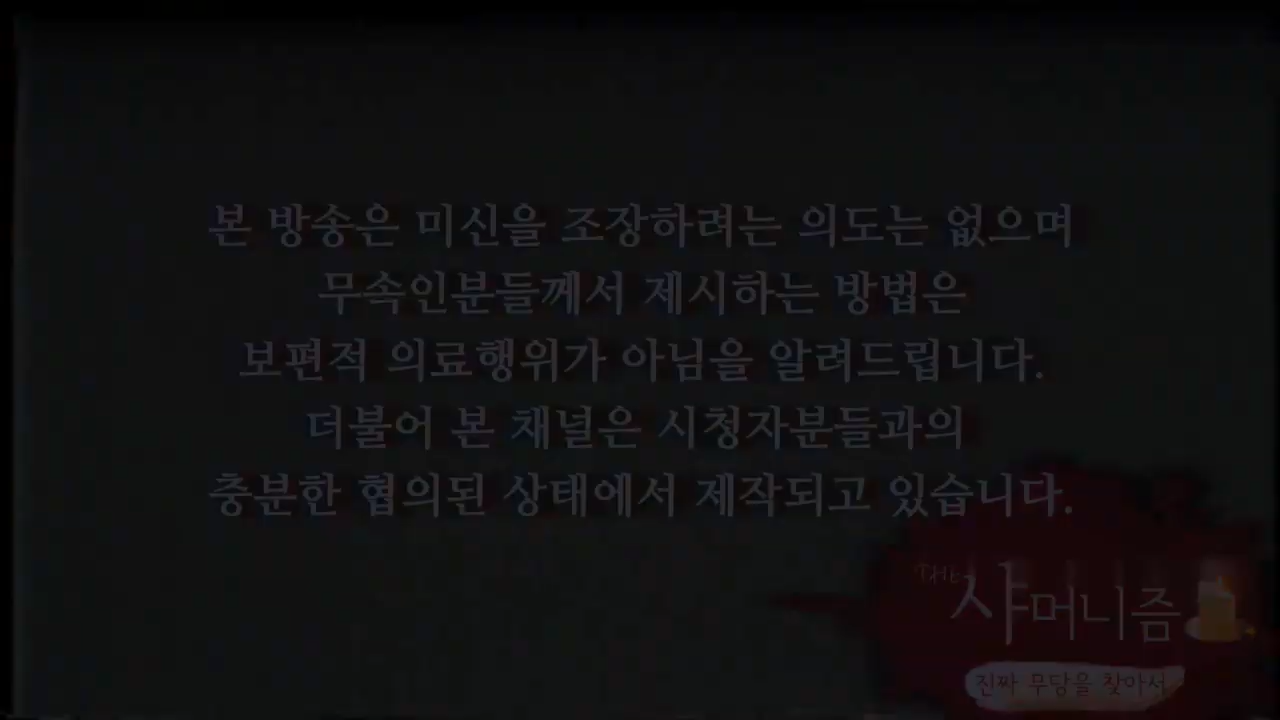 본 방송은 미신을 조장하려는 의도는 없으며
무속인분들께서 제시하는 방법은
보편적 의료행위가 아님을 알려드립니다.
더불어 본 채널은 시청자분들과의
충분한 협의된 상태에서 제작되고 있습니다.
THE 샤머니즘
진짜 무당을 찾아서